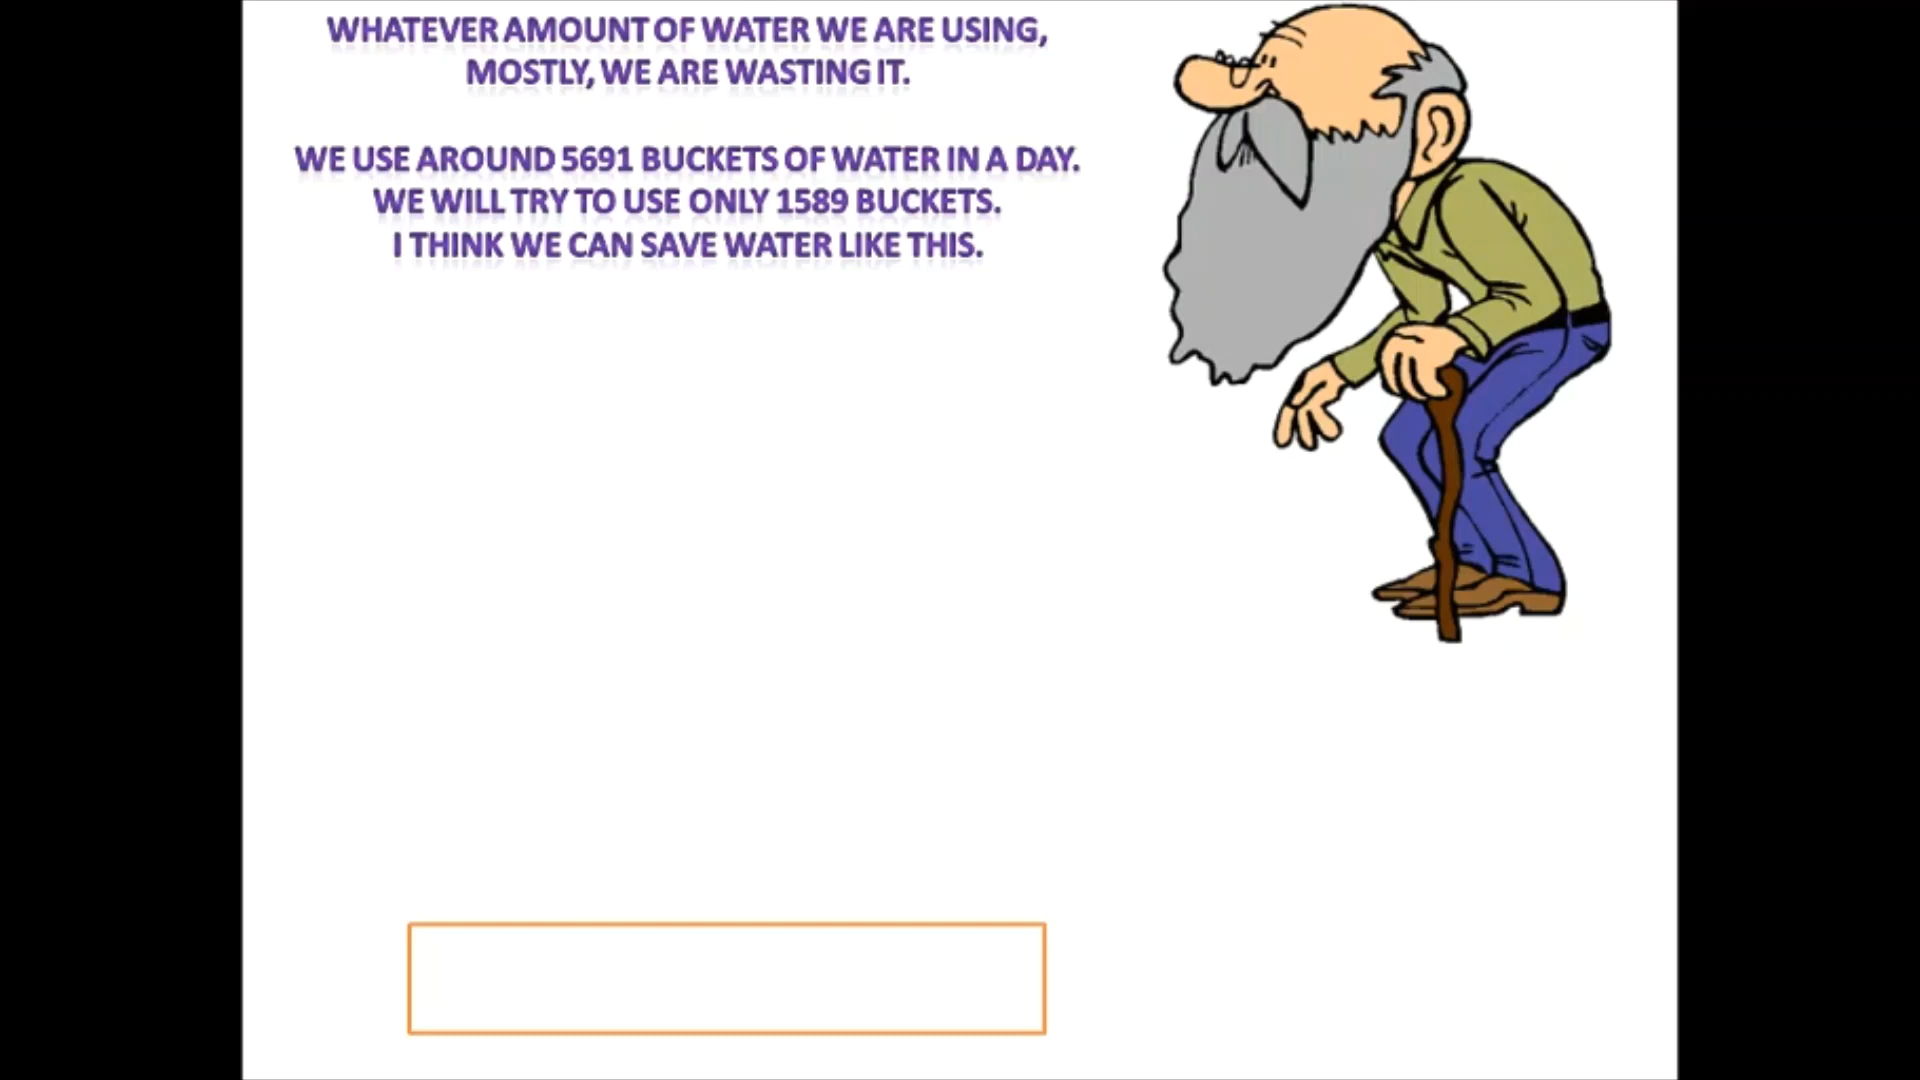 WHATEVER AMOUNT OF WATER WE ARE USING,
MOSTLY, WE ARE WASTING IT.
WE USE AROUND 5691 BUCKETS OF WATER IN A DAY.
WE WILL TRY TO USE ONLY 1589 BUCKETS.
I THINK WE CAN SAVE WATER LIKE THIS.